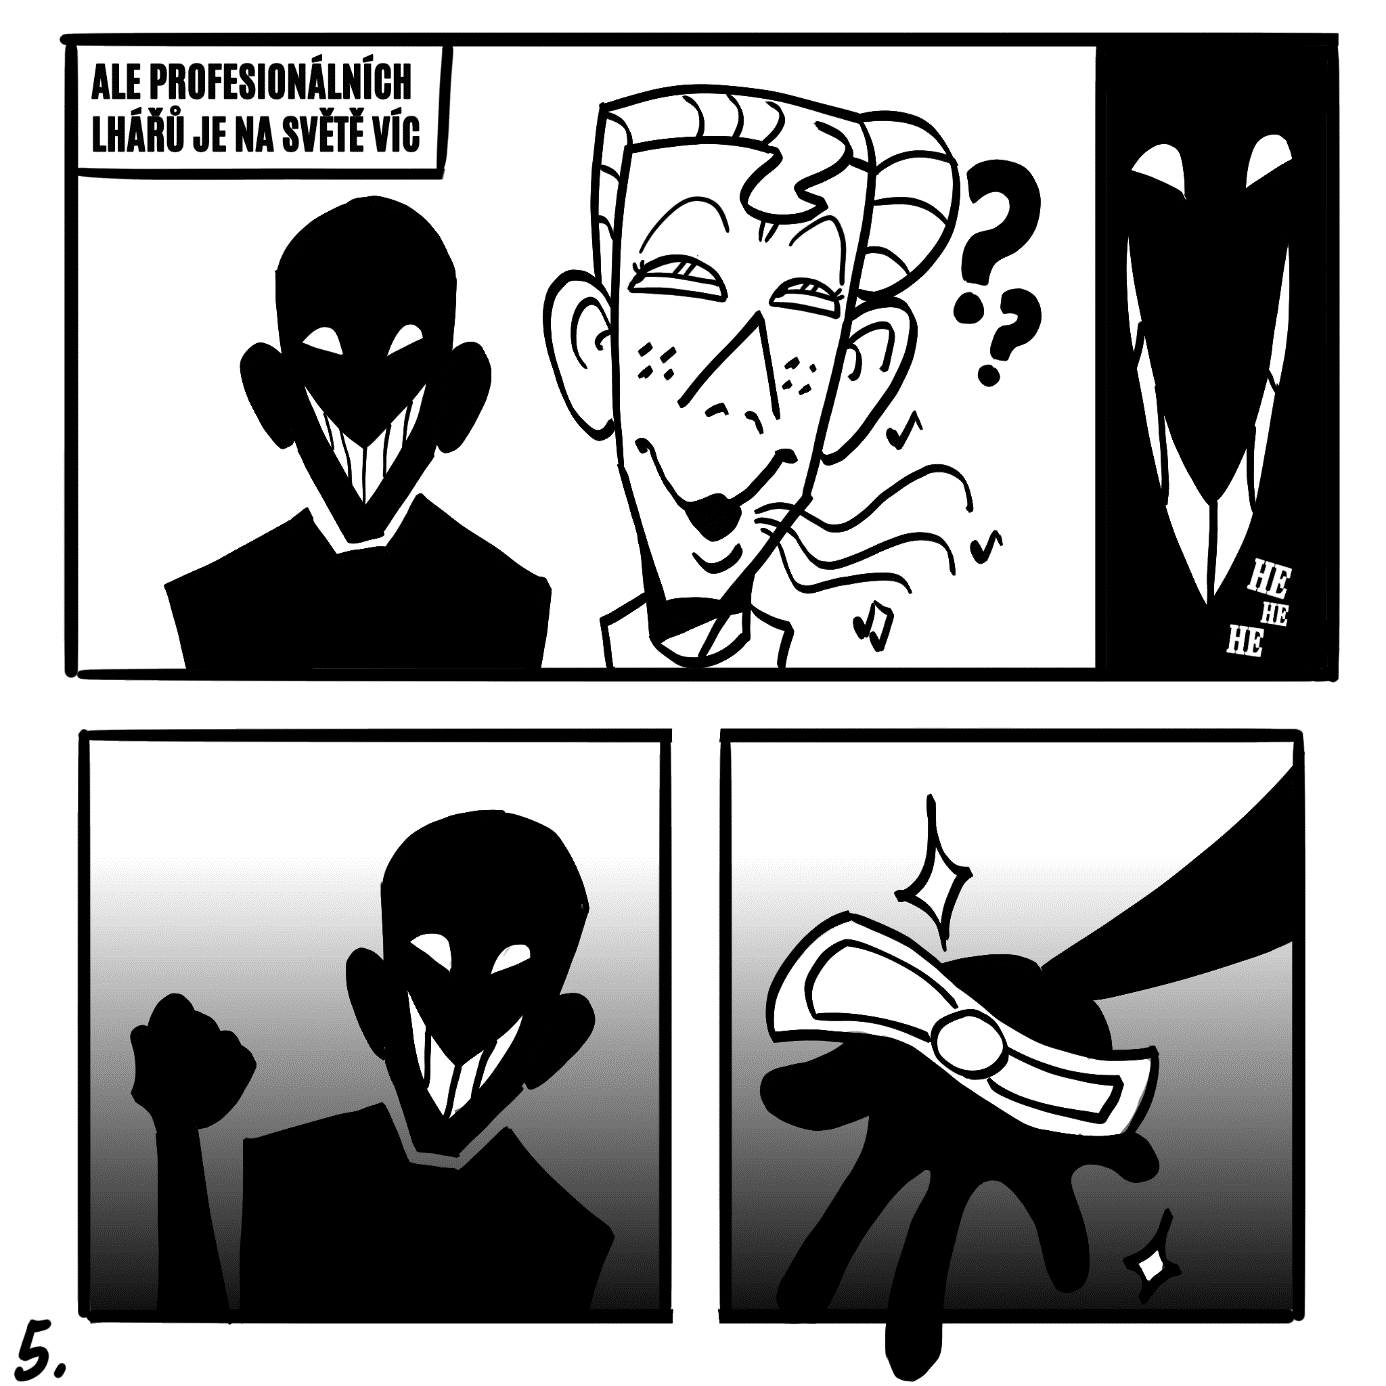 ALE PROFESIONÁLNÍCH
LHÁŘŮ JE NA SVĚTĚ VÍC
?
?
HE
HE
HE
5.